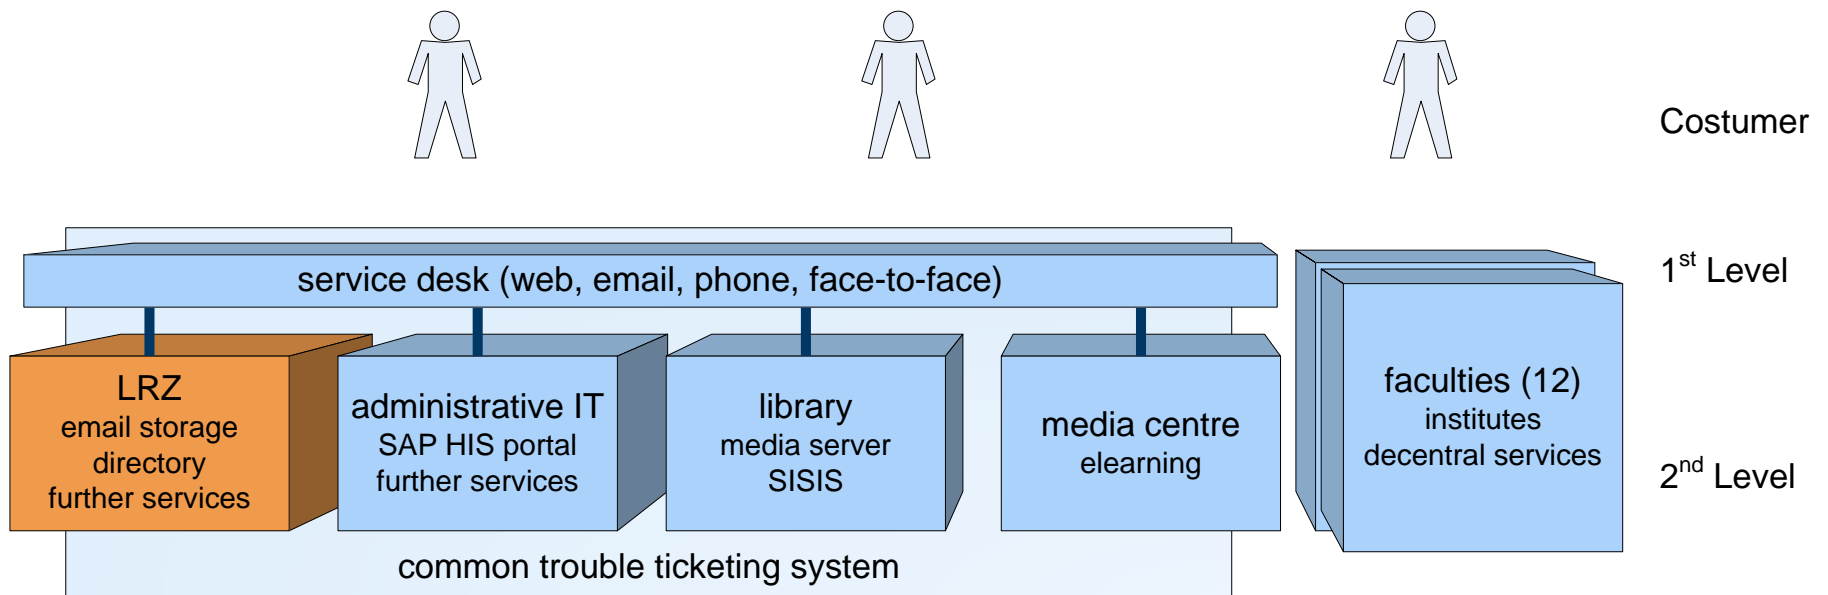 Costumer
service desk (web, email, phone, face-to-face)
1st Level
LRZ
email storage
directory
further services
administrative IT
SAP HIS portal
further services
library
media server
SISIS
media centre
elearning
faculties (12)
institutes
decentral services
2nd Level
common trouble ticketing system